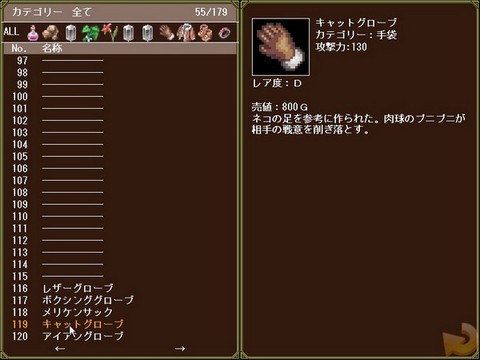 カテゴリー 全て 55/179
ALL
No. 名称
97 ――――――
98 ――――――
99 ――――――
100 ――――――
101 ――――――
102 ――――――
103 ――――――
104 ――――――
105 ――――――
106 ――――――
107 ――――――
108 ――――――
109 ――――――
110 ――――――
111 ――――――
112 ――――――
113 ――――――
114 ――――――
115 ――――――
116 レザーグローブ
117 ボクシンググローブ
118 メリケンサック
119 キャットグローブ
120 アイアングローブ
← →
キャットグローブ
カテゴリー:手袋
攻撃力:130
レア度:D
売値:800G
ネコの足を参考に作られた。肉球のプニプニが
相手の戦意を削ぎ落とす。